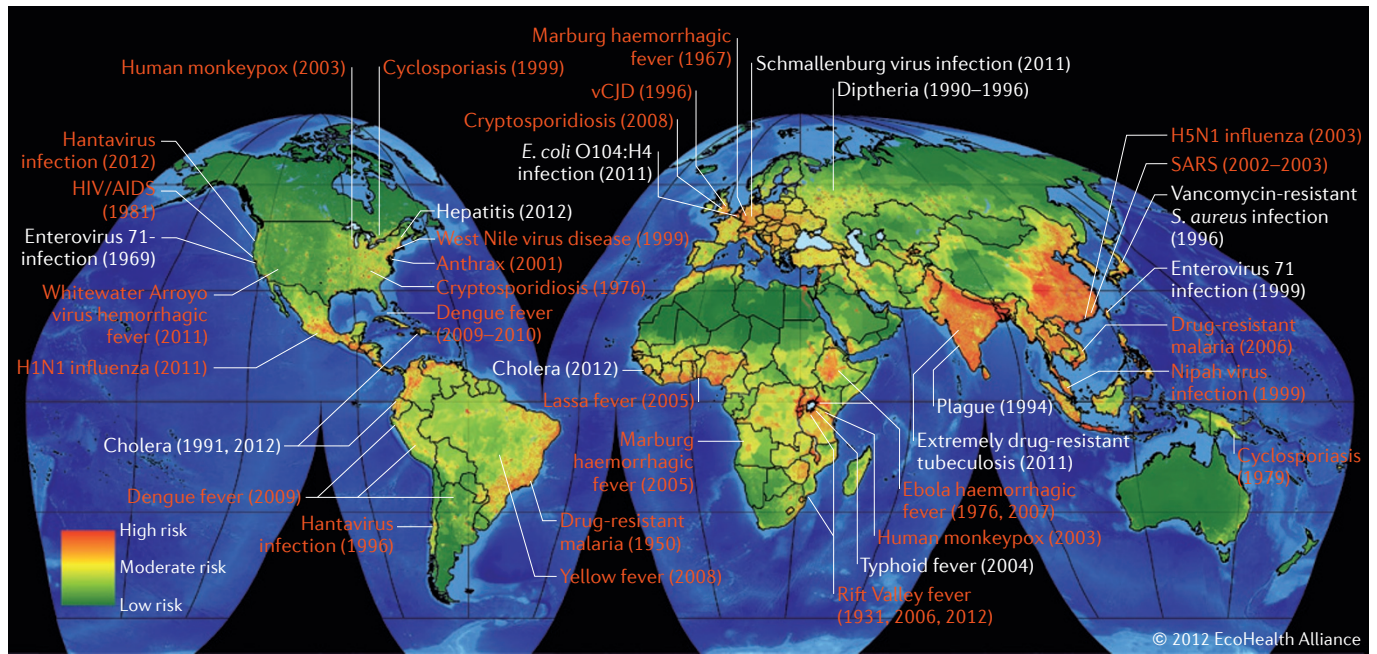 Marburg haemorrhagic
fever (1967)
Human monkeypox (2003)
Cyclosporiasis (1999)
Schmallenburg virus infection (2011)
vCJD (1996)
Diptheria (1990–1996)
Cryptosporidiosis (2008)
Hantavirus
infection (2012)
E. coli O104:H4
infection (2011)
H5N1 influenza (2003)
SARS (2002–2003)
HIV/AIDS
(1981)
Vancomycin-resistant
S. aureus infection
(1996)
Hepatitis (2012)
Enterovirus 71-
infection (1969)
West Nile virus disease (1999)
Anthrax (2001)
Enterovirus 71
infection (1999)
Whitewater Arroyo
virus hemorrhagic
fever (2011)
Cryptosporidiosis (1976)
Dengue fever
(2009–2010)
Drug-resistant
malaria (2006)
H1N1 influenza (2011)
Cholera (2012)
Nipah virus
infection (1999)
Lassa fever (2005)
Plague (1994)
Cholera (1991, 2012)
Marburg
haemorrhagic
fever (2005)
Extremely drug-resistant
tubeculosis (2011)
Cyclosporiasis
(1979)
Dengue fever (2009)
Ebola haemorrhagic
fever (1976, 2007)
Hantavirus
infection (1996)
Drug-resistant
malaria (1950)
Human monkeypox (2003)
Typhoid fever (2004)
Yellow fever (2008)
Rift Valley fever
(1931, 2006, 2012)
High risk
Moderate risk
Low risk
© 2012 EcoHealth Alliance